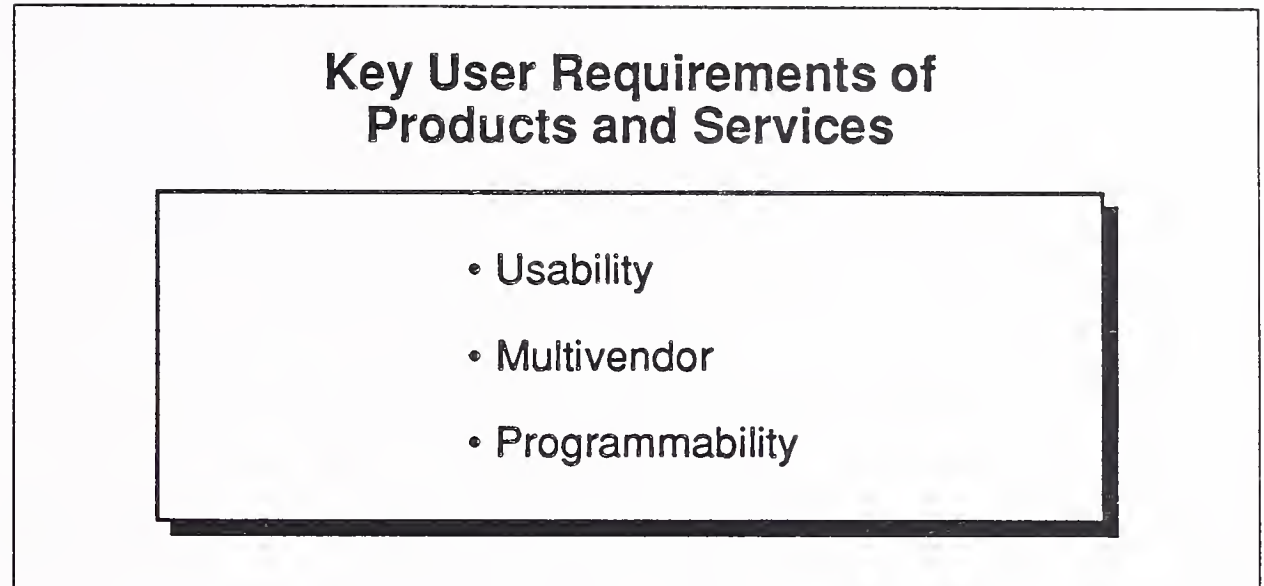 Key User Requirements of
Products and Services
• Usability
• Multivendor
• Programmability